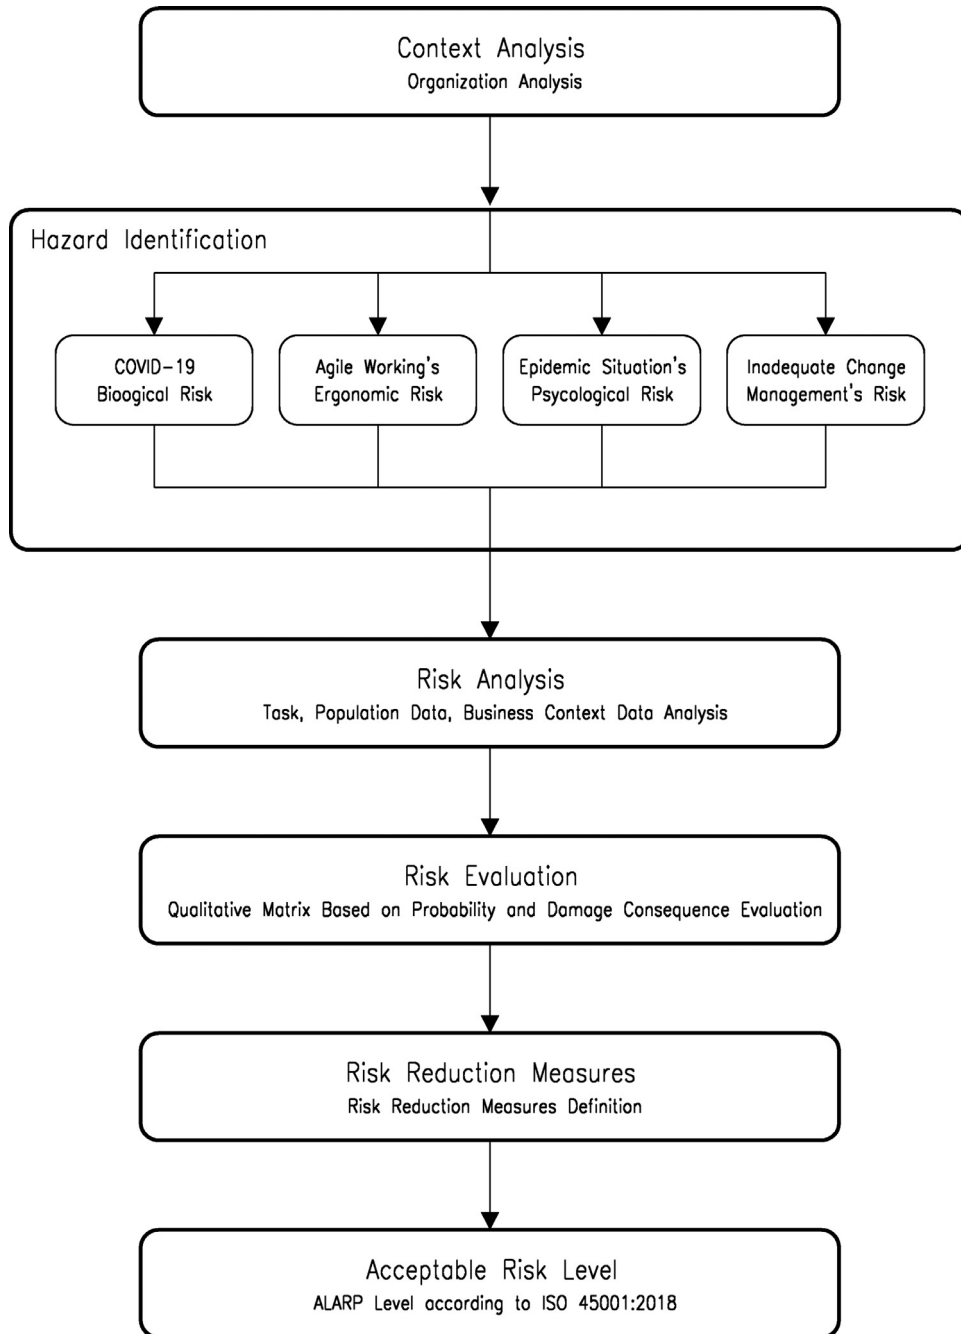 Context Analysis
Organization Analysis
Hazard Identification
COVID-19
Bioogical Risk
Agile Working's
Ergonomic Risk
Epidemic Situation's
Psycological Risk
Inadequate Change
Management's Risk
Risk Analysis
Task, Population Data, Business Context Data Analysis
Risk Evaluation
Qualitative Matrix Based on Probability and Damage Consequence Evaluation
Risk Reduction Measures
Risk Reduction Measures Definition
Acceptable Risk Level
ALARP Level according to ISO 45001:2018